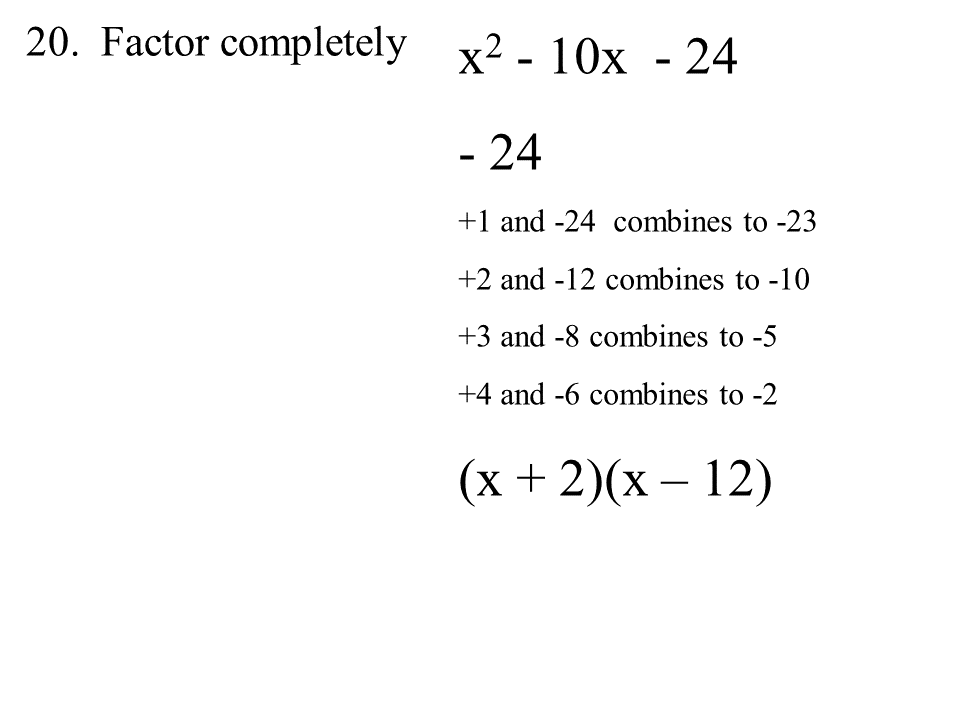 20. Factor completely
x² - 10x - 24
- 24
+1 and -24 combines to -23
+2 and -12 combines to -10
+3 and -8 combines to -5
+4 and -6 combines to -2
(x + 2)(x – 12)